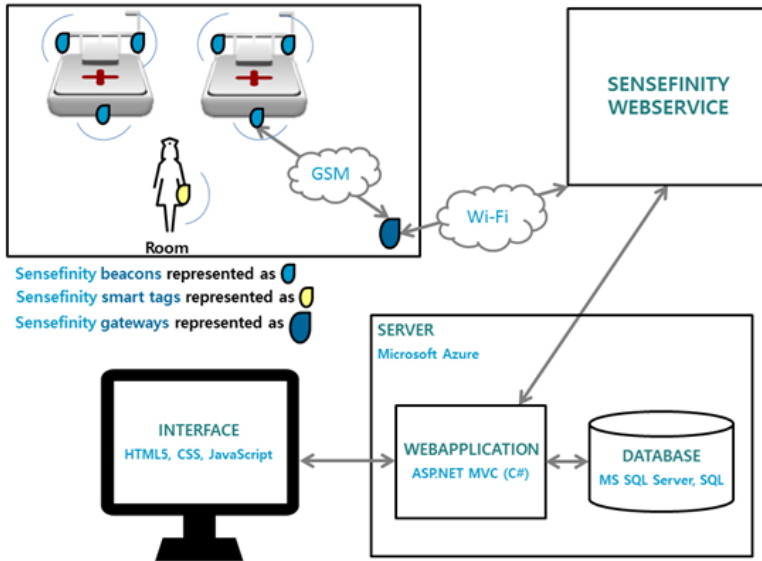 SENSEFINITY
WEBSERVICE
GSM
Wi-Fi
Room
Sensefinity beacons represented as
Sensefinity smart tags represented as
Sensefinity gateways represented as
SERVER
Microsoft Azure
INTERFACE
HTML5, CSS, JavaScript
WEBAPPLICATION
ASP.NET MVC (C#)
DATABASE
MS SQL Server, SQL